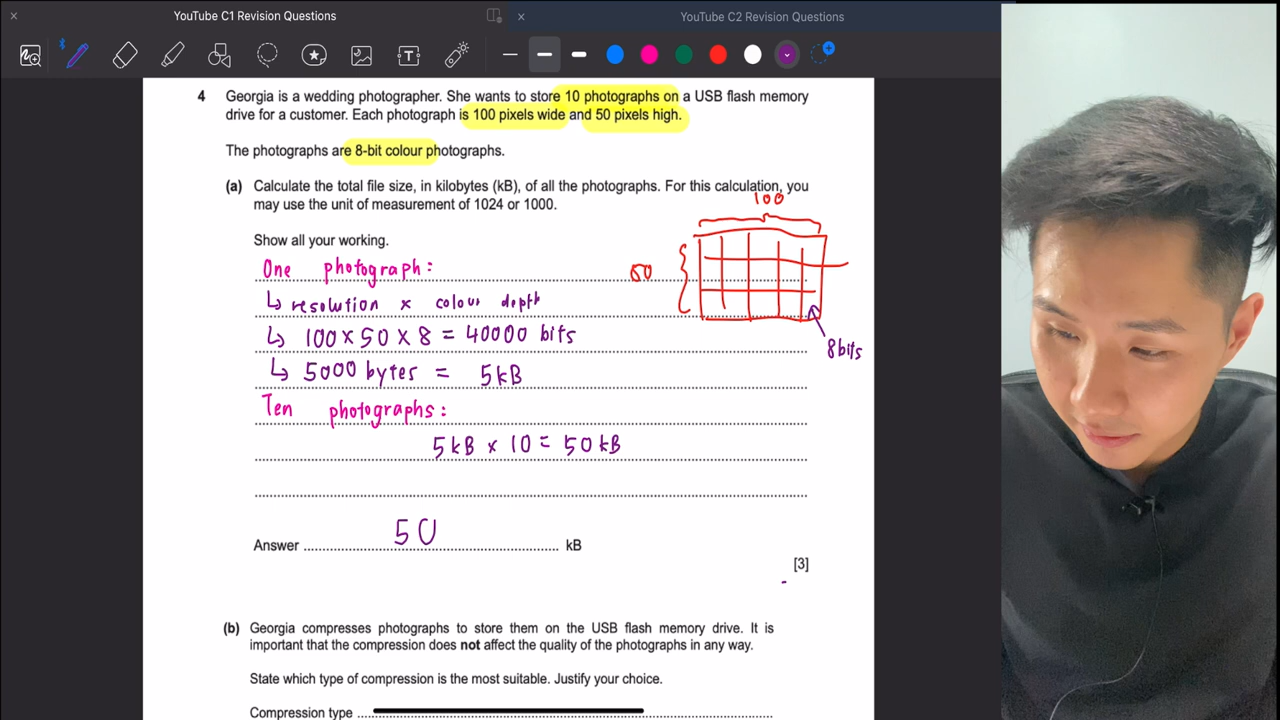 YouTube C1 Revision Questions
YouTube C2 Revision Questions
4 Georgia is a wedding photographer. She wants to store 10 photographs on a USB flash memory
drive for a customer. Each photograph is 100 pixels wide and 50 pixels high.
The photographs are 8-bit colour photographs.
(a) Calculate the total file size, in kilobytes (kB), of all the photographs. For this calculation, you
may use the unit of measurement of 1024 or 1000.
100
Show all your working.
One photograph:
50
↳ resolution × colour depth
↳ 100 × 50 × 8 = 40000 bits
8bits
↳ 5000 bytes = 5kB
Ten photographs:
5kB × 10 = 50kB
50
Answer ............ kB
[3]
(b) Georgia compresses photographs to store them on the USB flash memory drive. It is
important that the compression does not affect the quality of the photographs in any way.
State which type of compression is the most suitable. Justify your choice.
Compression type